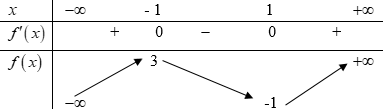 x −∞ - 1 1 +∞
f′(x) + 0 − 0 +
f(x) −∞ 3 -1 +∞